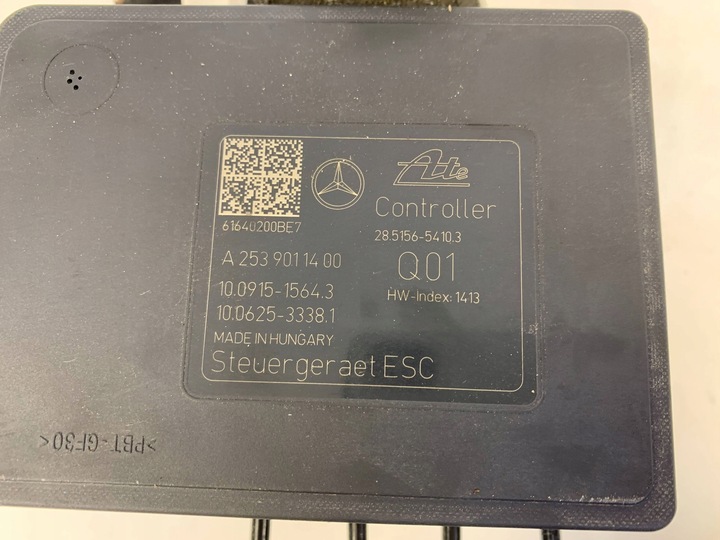 Ate
61640200BE7
Controller
28.5156-5410.3
A 253 901 14 00
Q01
10.0915-1564.3
HW-Index: 1413
10.0625-3338.1
MADE IN HUNGARY
Steuergeraet ESC
>PBT-GF30<